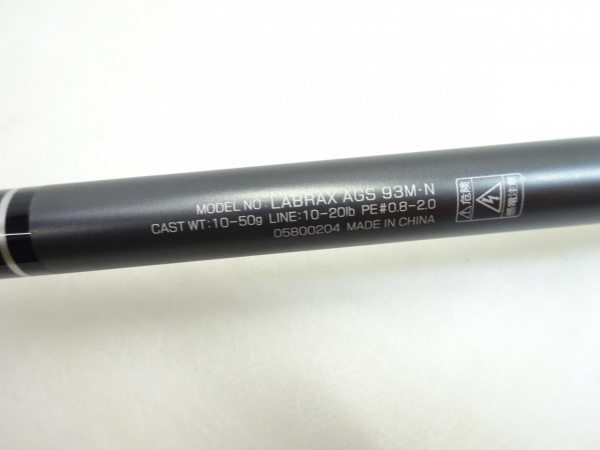 MODEL NO. LABRAX AGS 93M·N
CAST WT:10-50g LINE:10-20lb PE#0.8-2.0
05800204 MADE IN CHINA
危険
感電注意